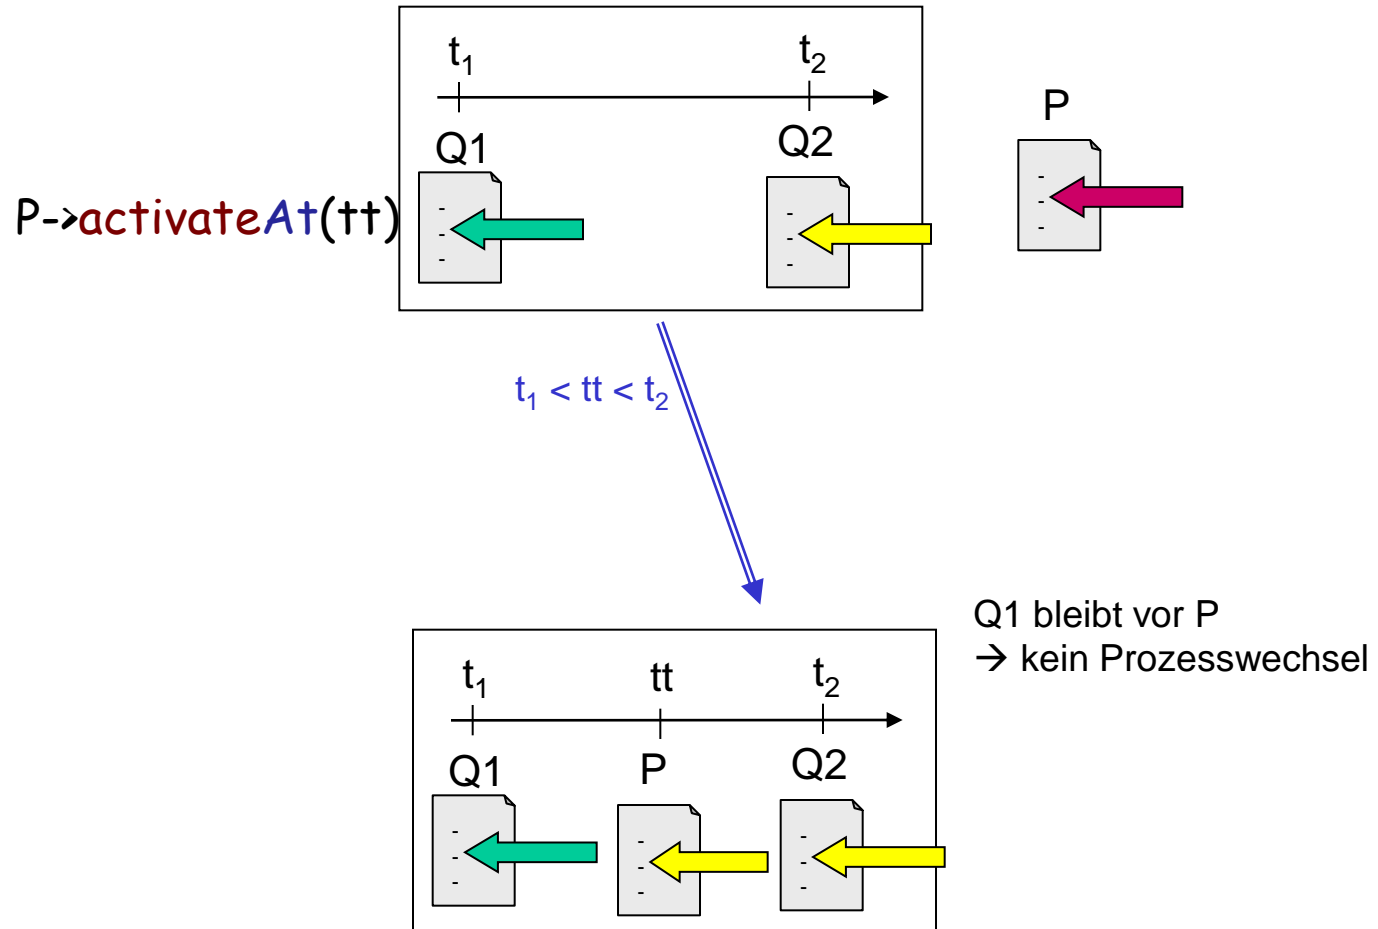 t₁ t₂
P
Q1 Q2
P->activateAt(tt)
- - -
- - -
- - -
t₁ < tt < t₂
Q1 bleibt vor P
→ kein Prozesswechsel
t₁ tt t₂
Q1 P Q2
- - -
- - -
- - -